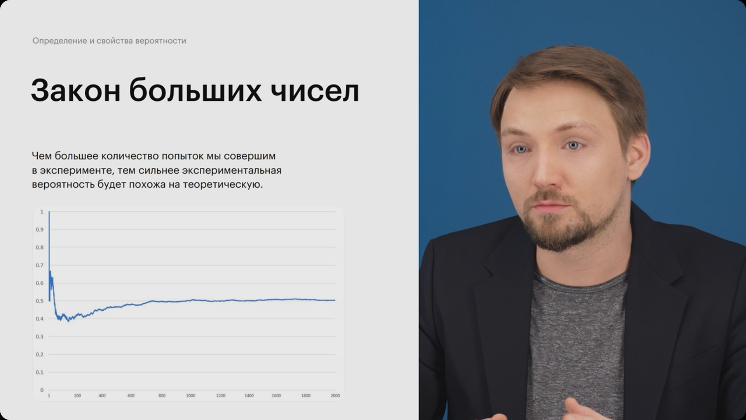 Определение и свойства вероятности
Закон больших чисел
Чем большее количество попыток мы совершим
в эксперименте, тем сильнее экспериментальная
вероятность будет похожа на теоретическую.
1
0.9
0.8
0.7
0.6
0.5
0.4
0.3
0.2
0.1
0
1 200 400 600 800 1000 1200 1400 1600 1800 2000